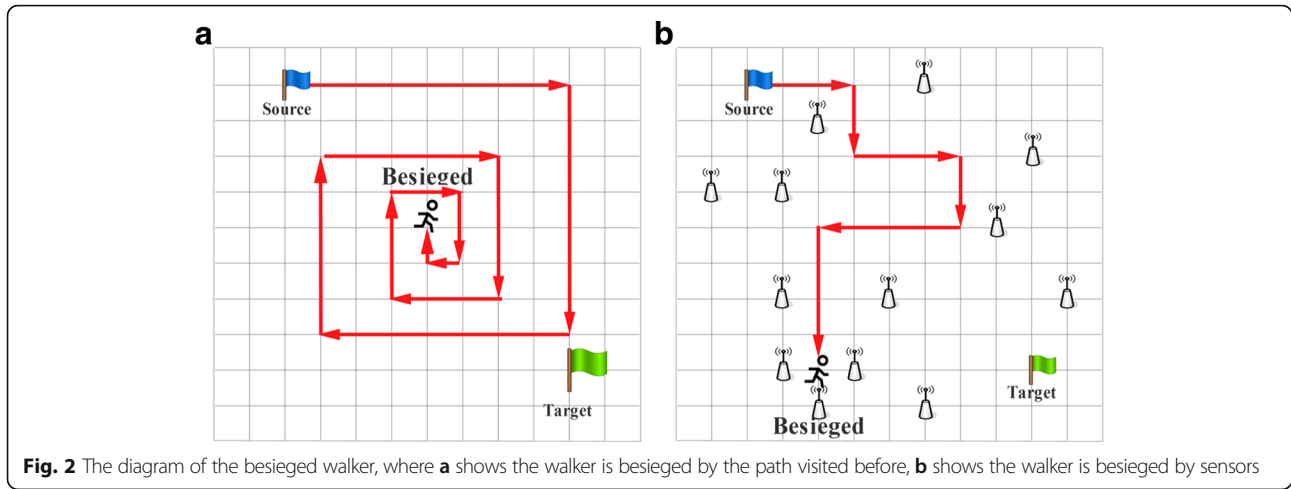 a
b
Source
Besieged
Target
Source
Target
Besieged
Fig. 2 The diagram of the besieged walker, where a shows the walker is besieged by the path visited before, b shows the walker is besieged by sensors